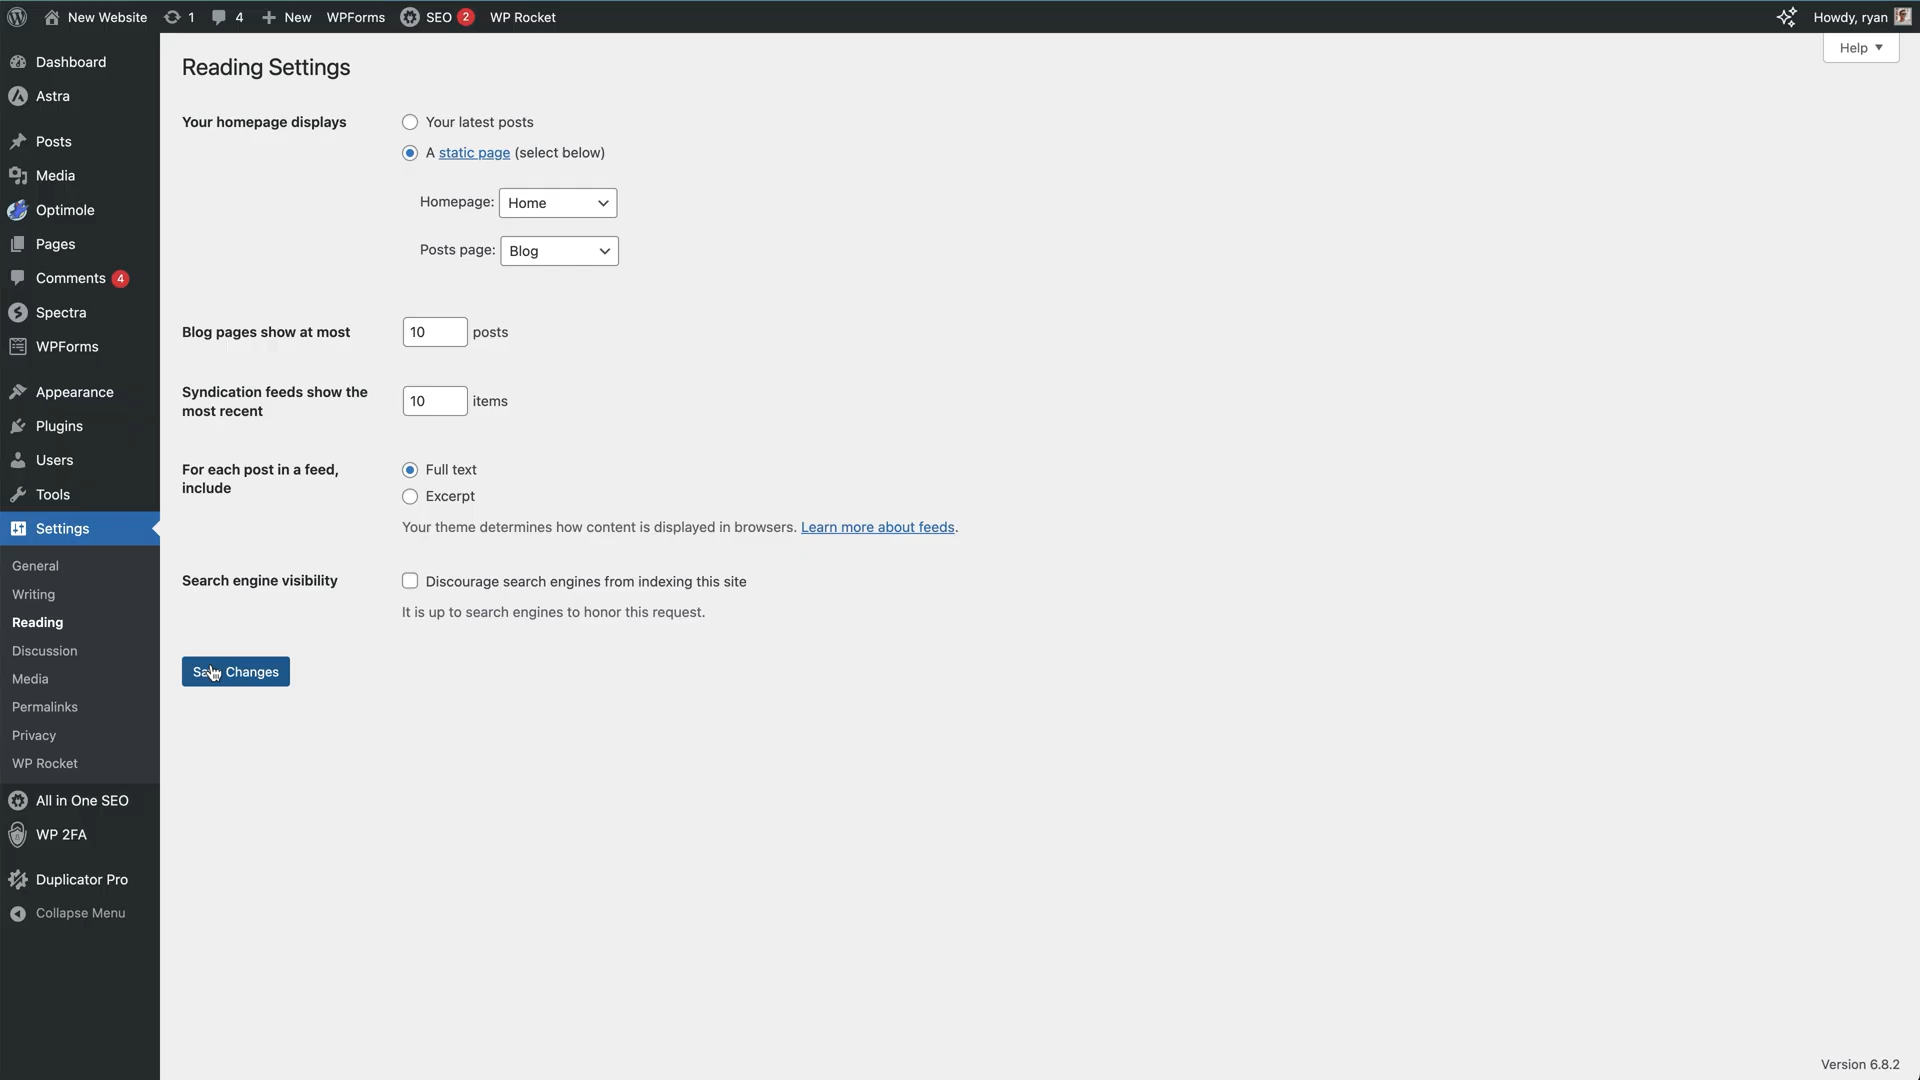 New Website 1 4 New WPForms SEO 2 WP Rocket Howdy, ryan
Help
Dashboard
Astra
Posts
Media
Optimole
Pages
Comments 4
Spectra
WPForms
Appearance
Plugins
Users
Tools
Settings
General
Writing
Reading
Discussion
Media
Permalinks
Privacy
WP Rocket
All in One SEO
WP 2FA
Duplicator Pro
Collapse Menu
Reading Settings
Your homepage displays
Your latest posts
A static page (select below)
Homepage: Home
Posts page: Blog
Blog pages show at most 10 posts
Syndication feeds show the
most recent
10 items
For each post in a feed,
include
Full text
Excerpt
Your theme determines how content is displayed in browsers. Learn more about feeds.
Search engine visibility
Discourage search engines from indexing this site
It is up to search engines to honor this request.
Save Changes
Version 6.8.2